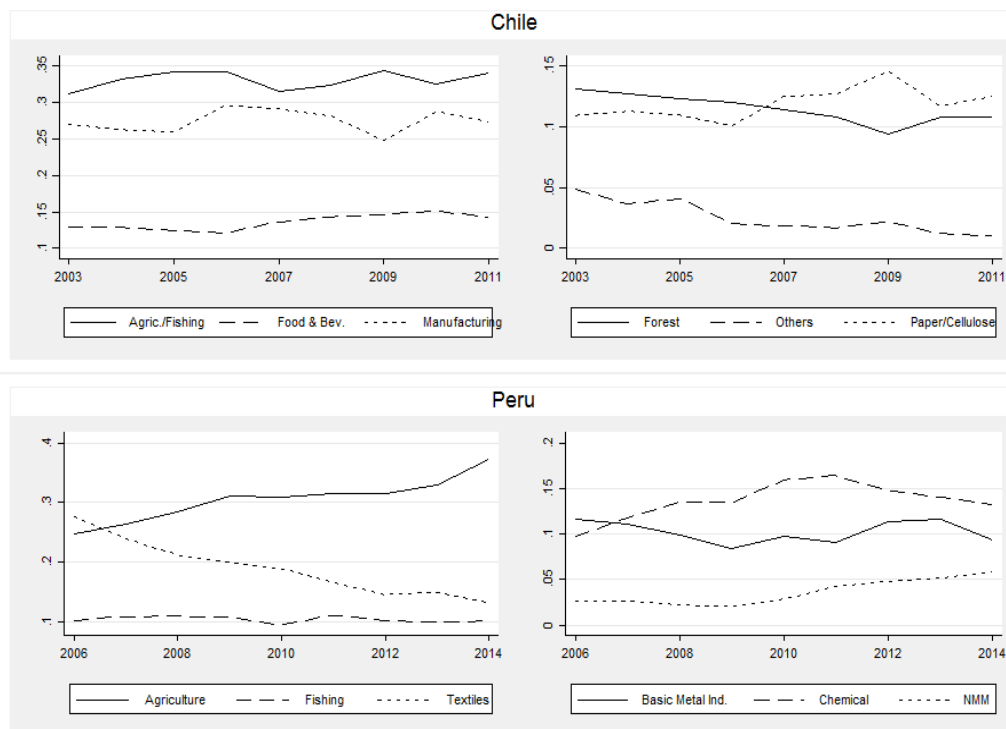 Chile
.35
.3
.25
.2
.15
.1
2003 2005 2007 2009 2011
Agric./Fishing Food & Bev. Manufacturing
.15
.1
.05
0
2003 2005 2007 2009 2011
Forest Others Paper/Cellulose
Peru
.4
.3
.2
.1
2006 2008 2010 2012 2014
Agriculture Fishing Textiles
.2
.15
.1
.05
0
2006 2008 2010 2012 2014
Basic Metal Ind. Chemical NMM